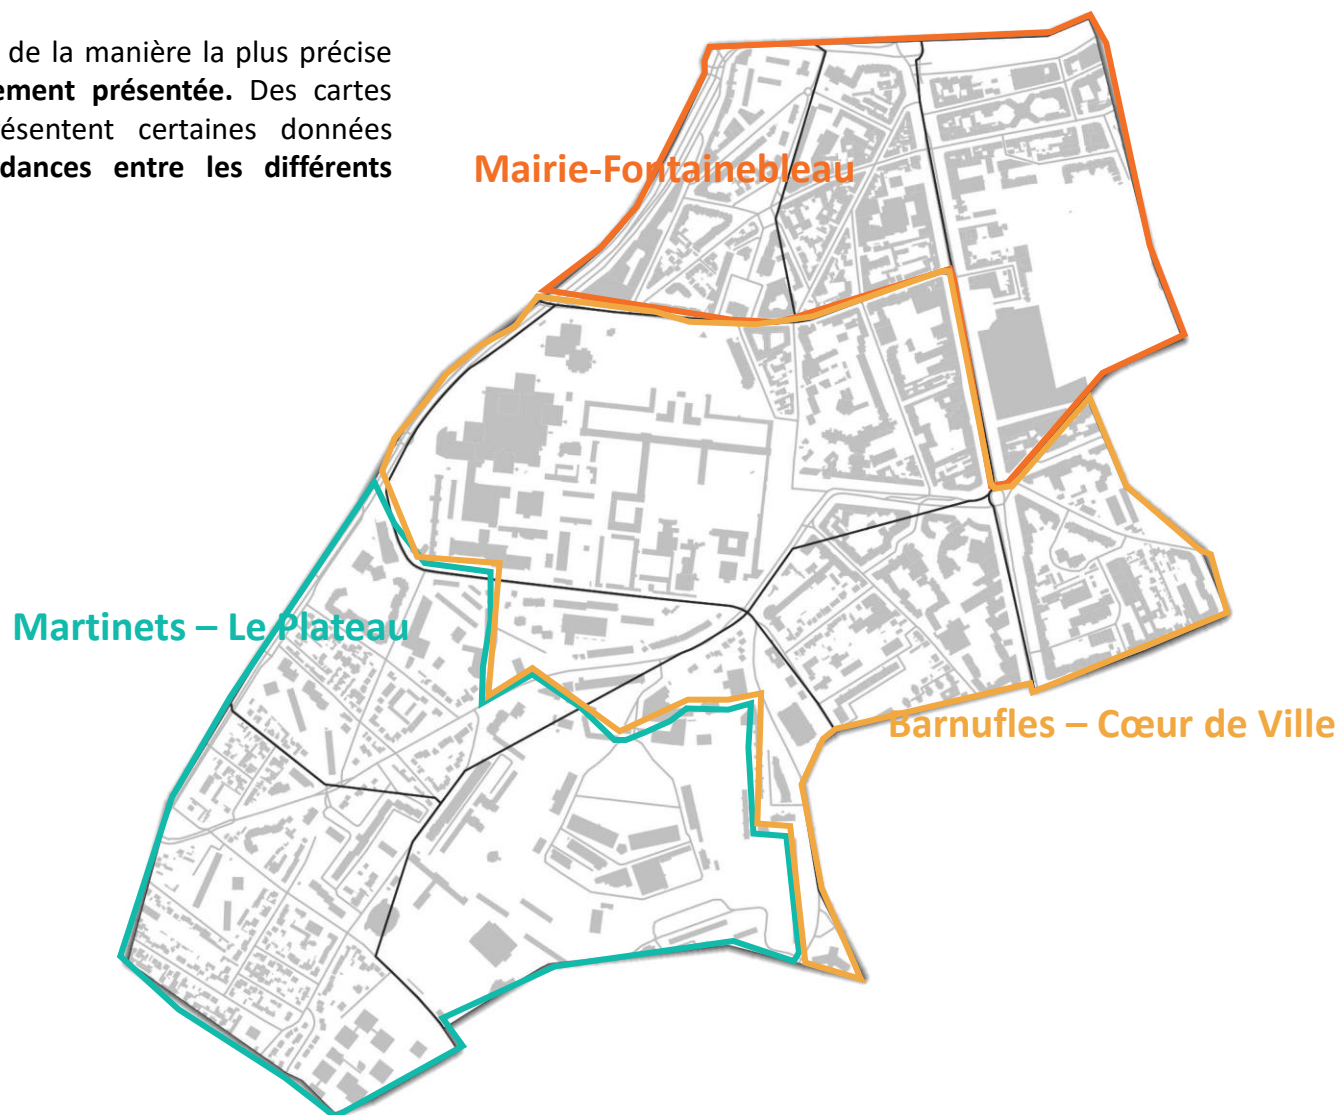 de la manière la plus précise
ement présentée. Des cartes
résentent certaines données
dances entre les différents
Mairie-Fontainebleau
Martinets – Le Plateau
Barnufles – Cœur de Ville